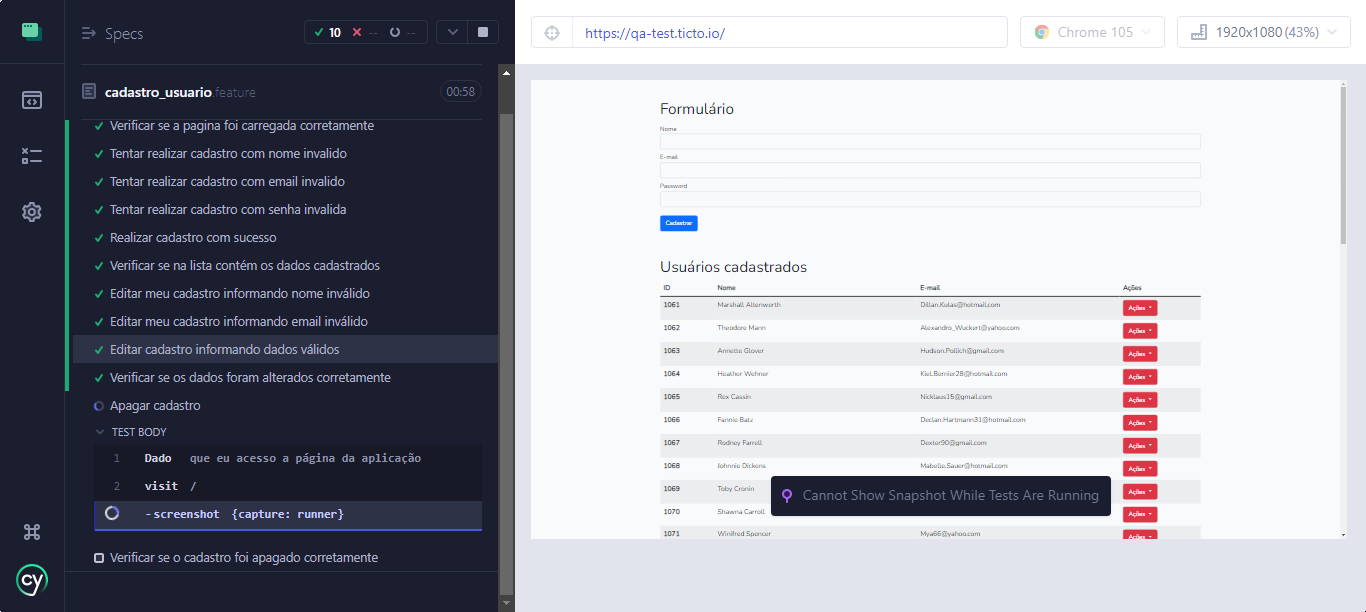 Specs
10
--
--
cadastro_usuario.feature
00:58
Verificar se a pagina foi carregada corretamente
Tentar realizar cadastro com nome invalido
Tentar realizar cadastro com email invalido
Tentar realizar cadastro com senha invalida
Realizar cadastro com sucesso
Verificar se na lista contém os dados cadastrados
Editar meu cadastro informando nome inválido
Editar meu cadastro informando email inválido
Editar cadastro informando dados válidos
Verificar se os dados foram alterados corretamente
Apagar cadastro
TEST BODY
1 Dado que eu acesso a página da aplicação
2 visit /
-screenshot {capture: runner}
Verificar se o cadastro foi apagado corretamente
cy
https://qa-test.ticto.io/
Chrome 105
1920x1080 (43%)
Formulário
Nome
E-mail
Password
Cadastrar
Usuários cadastrados
ID Nome E-mail Ações
1061 Marshall Altenwerth Dillan.Kulas@hotmail.com Ações
1062 Theodore Mann Alexandro_Wuckert@yahoo.com Ações
1063 Annette Glover Hudson.Pollich@gmail.com Ações
1064 Heather Wehner Kiel.Bernier28@hotmail.com Ações
1065 Rex Cassin Nicklaus15@gmail.com Ações
1066 Fannie Batz Declan.Hartmann31@hotmail.com Ações
1067 Rodney Farrell Dexter90@gmail.com Ações
1068 Johnnie Dickens Mabelle.Sauer@hotmail.com Ações
1069 Toby Cronin Ações
1070 Shawna Carroll Ações
1071 Winifred Spencer Mya66@yahoo.com Ações
Cannot Show Snapshot While Tests Are Running